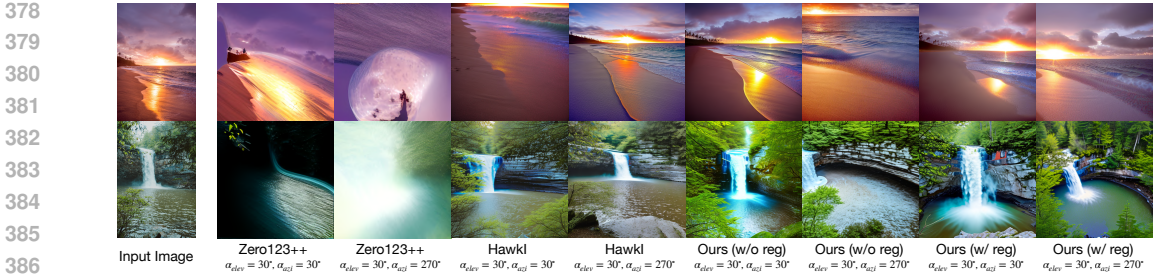 378
379
380
381
382
383
384
385
386
Input Image
Zero123++
α_elev = 30°, α_azi = 30°
Zero123++
α_elev = 30°, α_azi = 270°
HawkI
α_elev = 30°, α_azi = 30°
HawkI
α_elev = 30°, α_azi = 270°
Ours (w/o reg)
α_elev = 30°, α_azi = 30°
Ours (w/o reg)
α_elev = 30°, α_azi = 270°
Ours (w/ reg)
α_elev = 30°, α_azi = 30°
Ours (w/ reg)
α_elev = 30°, α_azi = 270°